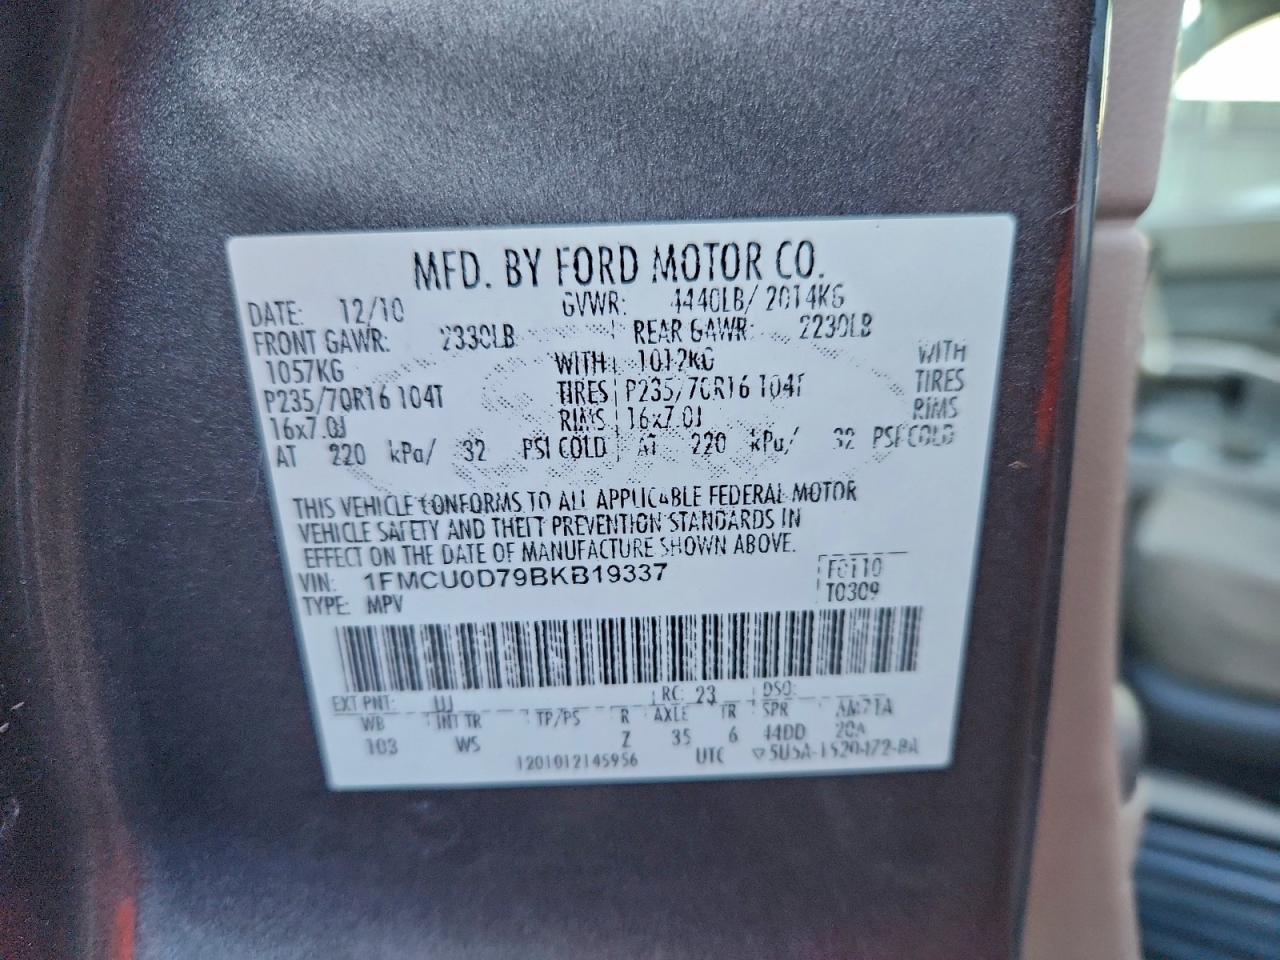 MFD. BY FORD MOTOR CO.
DATE: 12/10 GVWR: 4440LB/ 2014KG
FRONT GAWR: 2330LB REAR GAWR: 2230LB
1057KG WITH 1012KG WITH
P235/70R16 104T TIRES P235/70R16 104T TIRES
16x7.0J RIMS 16x7.0J RIMS
AT 220 kPa/ 32 PSI COLD AT 220 kPa/ 32 PSI COLD
THIS VEHICLE CONFORMS TO ALL APPLICABLE FEDERAL MOTOR
VEHICLE SAFETY AND THEFT PREVENTION STANDARDS IN
EFFECT ON THE DATE OF MANUFACTURE SHOWN ABOVE.
VIN: 1FMCU0D79BKB19337 F0110
TYPE: MPV T0309
EXT PNT: UJ RC: 23 DSO:
WB INT TR TP/PS R AXLE TR SPR
103 WS Z 35 6 44DD 20A
1201012145956 UTC ▽5U5A-1520472-BA